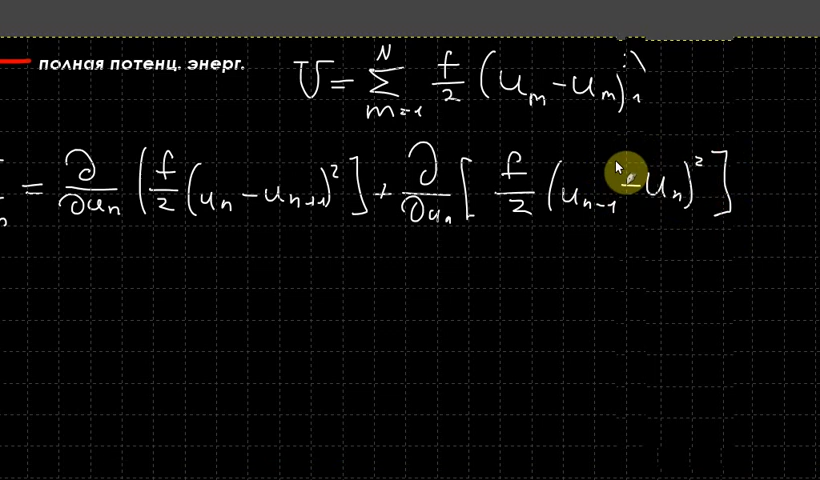 полная потенц. энерг. U = Σ_{m=1}^{N} f/2 (u_m - u_m)_1
n = ∂/∂u_n [f/2 (u_n - u_{n+1})^2] + ∂/∂u_n [f/2 (u_{n-1} - u_n)^2]